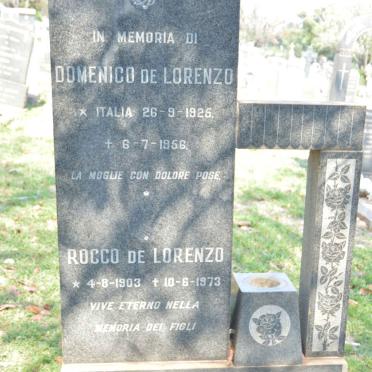 IN MEMORIA DI
DOMENICO DE LORENZO
* ITALIA 26-9-1925.
+ 6-7-1956.
LA MOGLIE CON DOLORE POSE.
*
ROCCO DE LORENZO
* 4-8-1903 + 10-6-1973
VIVE ETERNO NELLA
MEMORIA DEI FIGLI